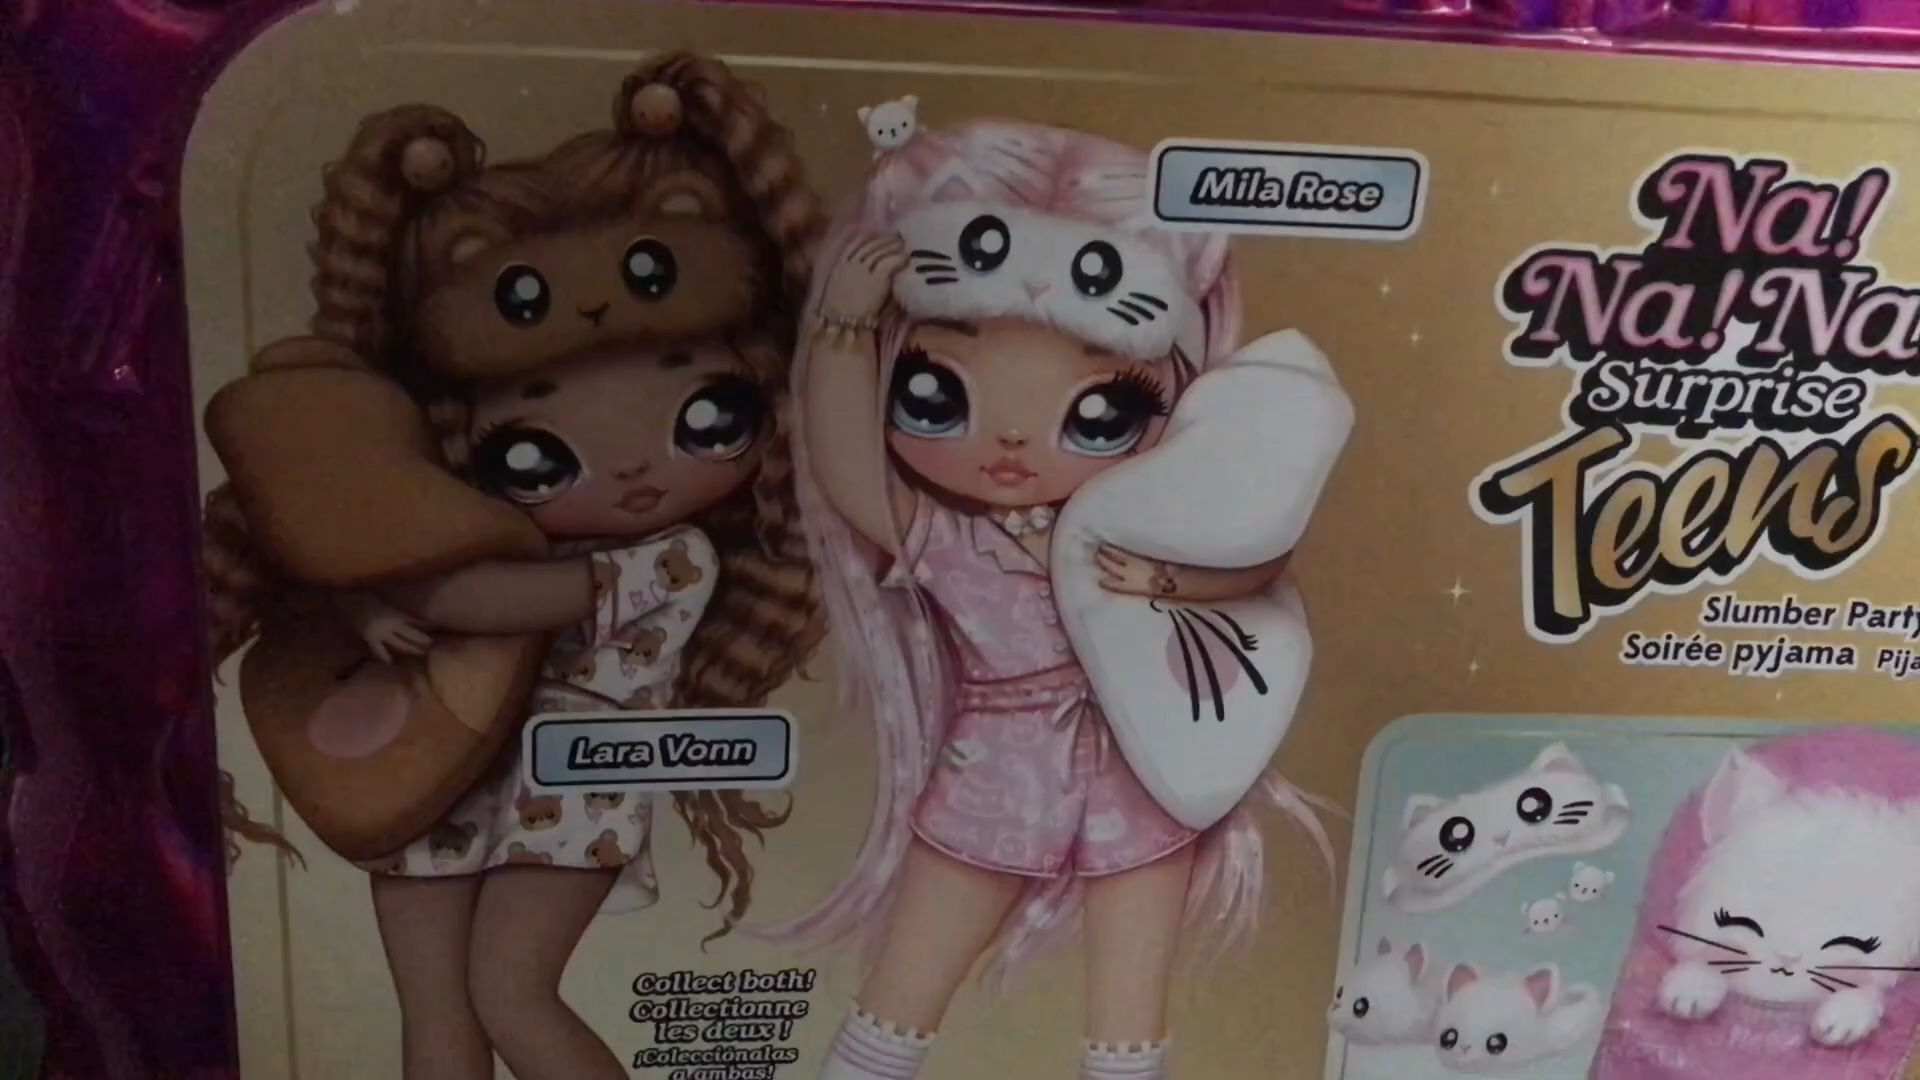 Mila Rose
Na!
Na! Na
Surprise
Teens
Slumber Party
Soirée pyjama
Lara Vonn
Collect both!
Collectionne
les deux !
¡Colecciónalas
a ambas!